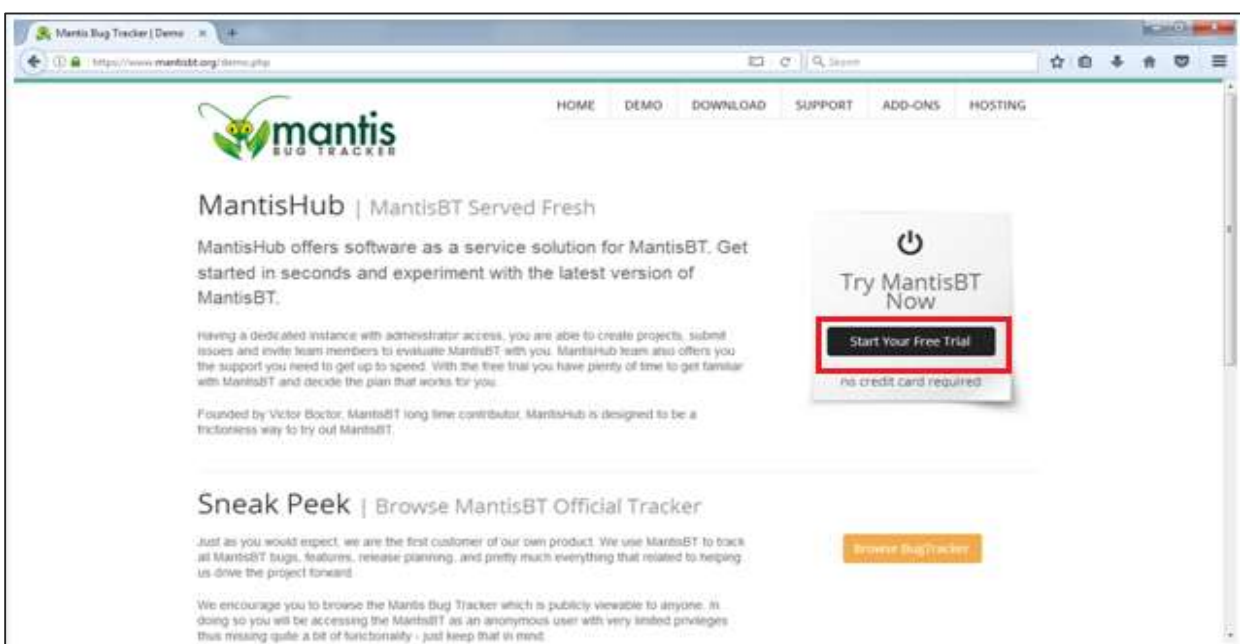 Mantis Bug Tracker | Demo
https://www.mantisbt.org/demo.php
Search
mantis
BUG TRACKER
HOME DEMO DOWNLOAD SUPPORT ADD-ONS HOSTING
MantisHub | MantisBT Served Fresh
MantisHub offers software as a service solution for MantisBT. Get
started in seconds and experiment with the latest version of
MantisBT.
Having a dedicated instance with administrator access, you are able to create projects, submit
issues and invite team members to evaluate MantisBT with you. MantisHub team also offers you
the support you need to get up to speed. With the free trial you have plenty of time to get familiar
with MantisBT and decide the plan that works for you.
Founded by Victor Boctor, MantisBT long time contributor, MantisHub is designed to be a
frictionless way to try out MantisBT.
Try MantisBT
Now
Start Your Free Trial
no credit card required
Sneak Peek | Browse MantisBT Official Tracker
Just as you would expect, we are the first customer of our own product. We use MantisBT to track
all MantisBT bugs, features, release planning, and pretty much everything that related to helping
us drive the project forward.
We encourage you to browse the Mantis Bug Tracker which is publicly viewable to anyone. In
doing so you will be accessing the MantisBT as an anonymous user with very limited privileges
thus missing quite a bit of functionality - just keep that in mind.
Browse BugTracker